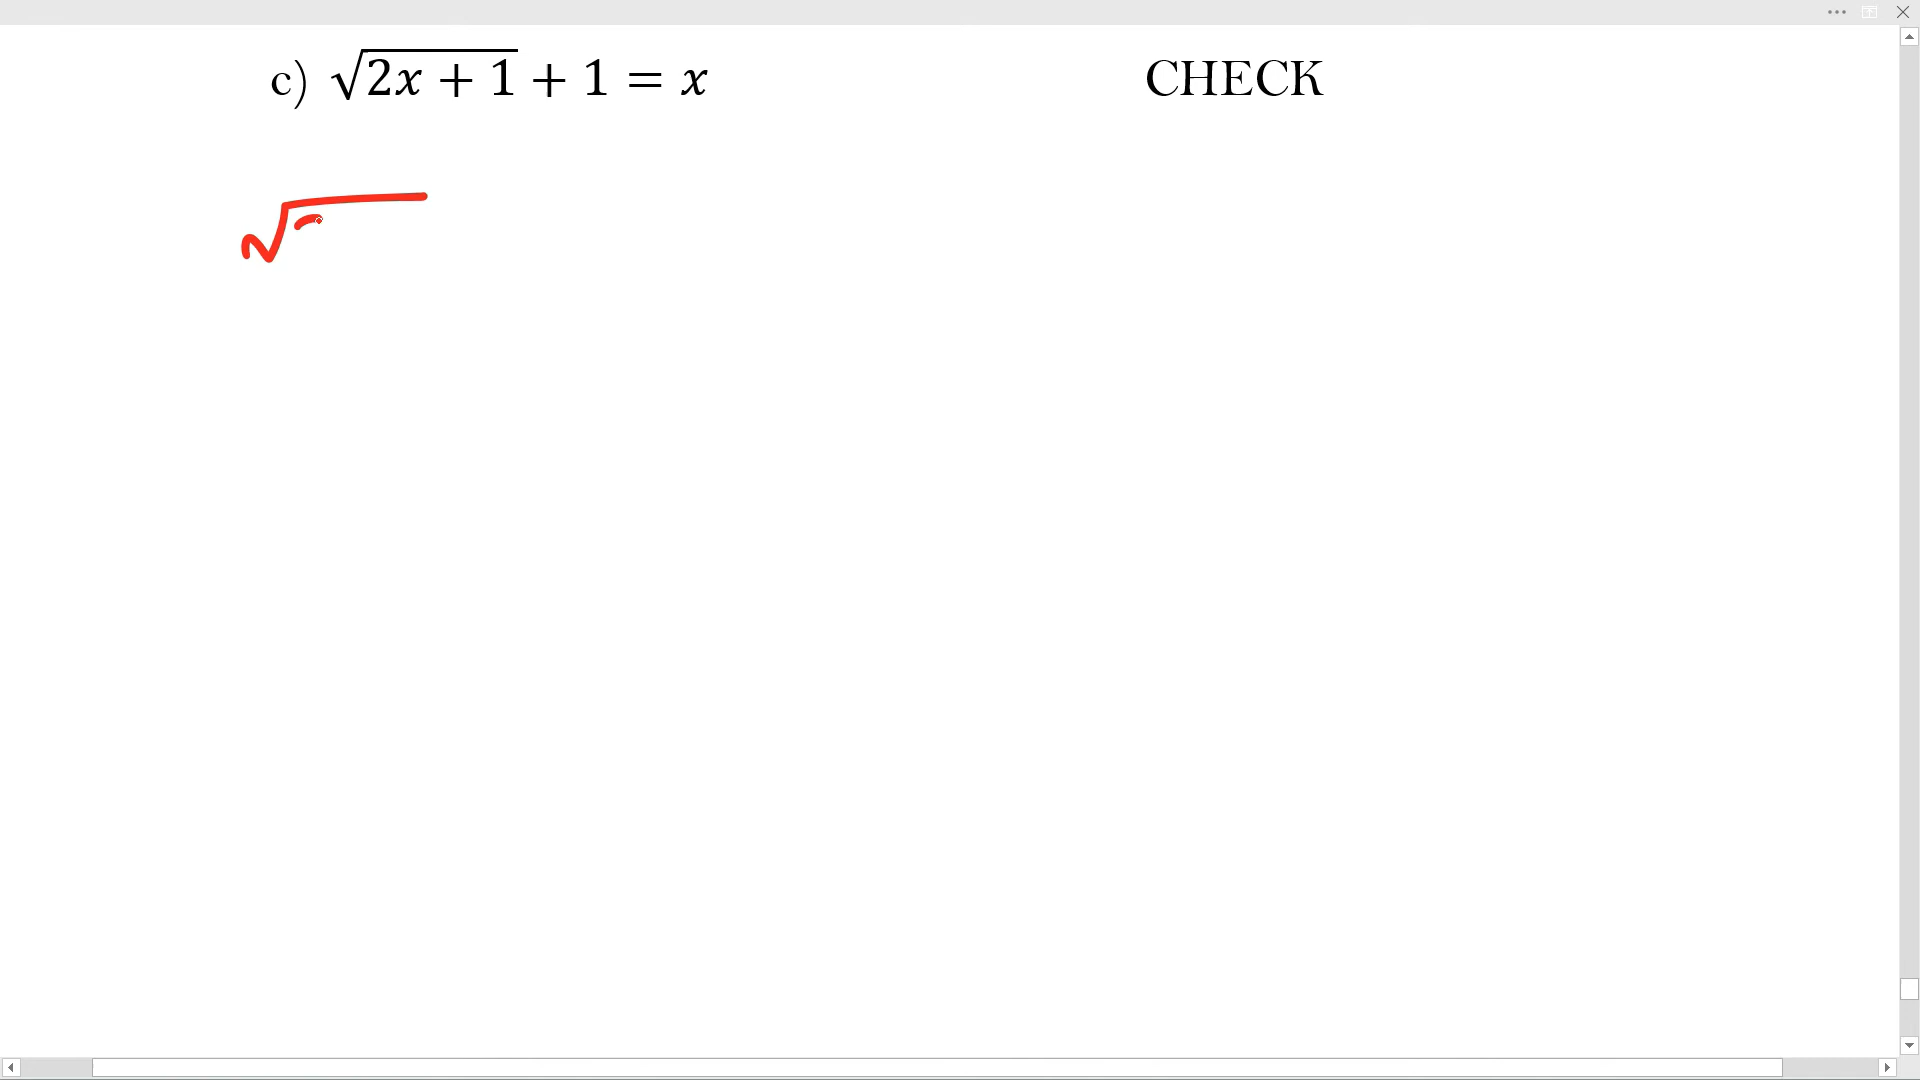 c) √(2x + 1) + 1 = x
CHECK
√